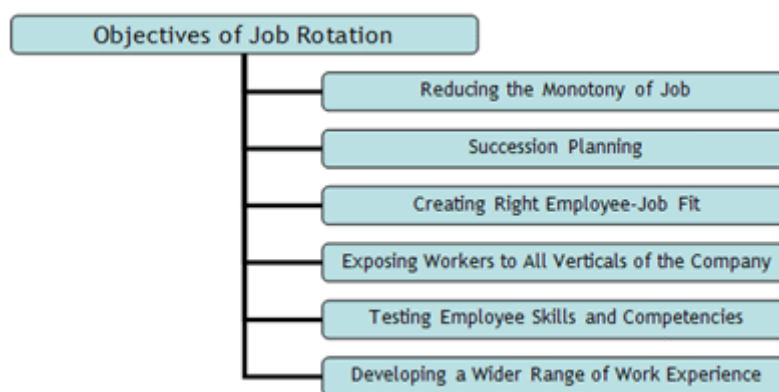 Objectives of Job Rotation
Reducing the Monotony of Job
Succession Planning
Creating Right Employee-Job Fit
Exposing Workers to All Verticals of the Company
Testing Employee Skills and Competencies
Developing a Wider Range of Work Experience